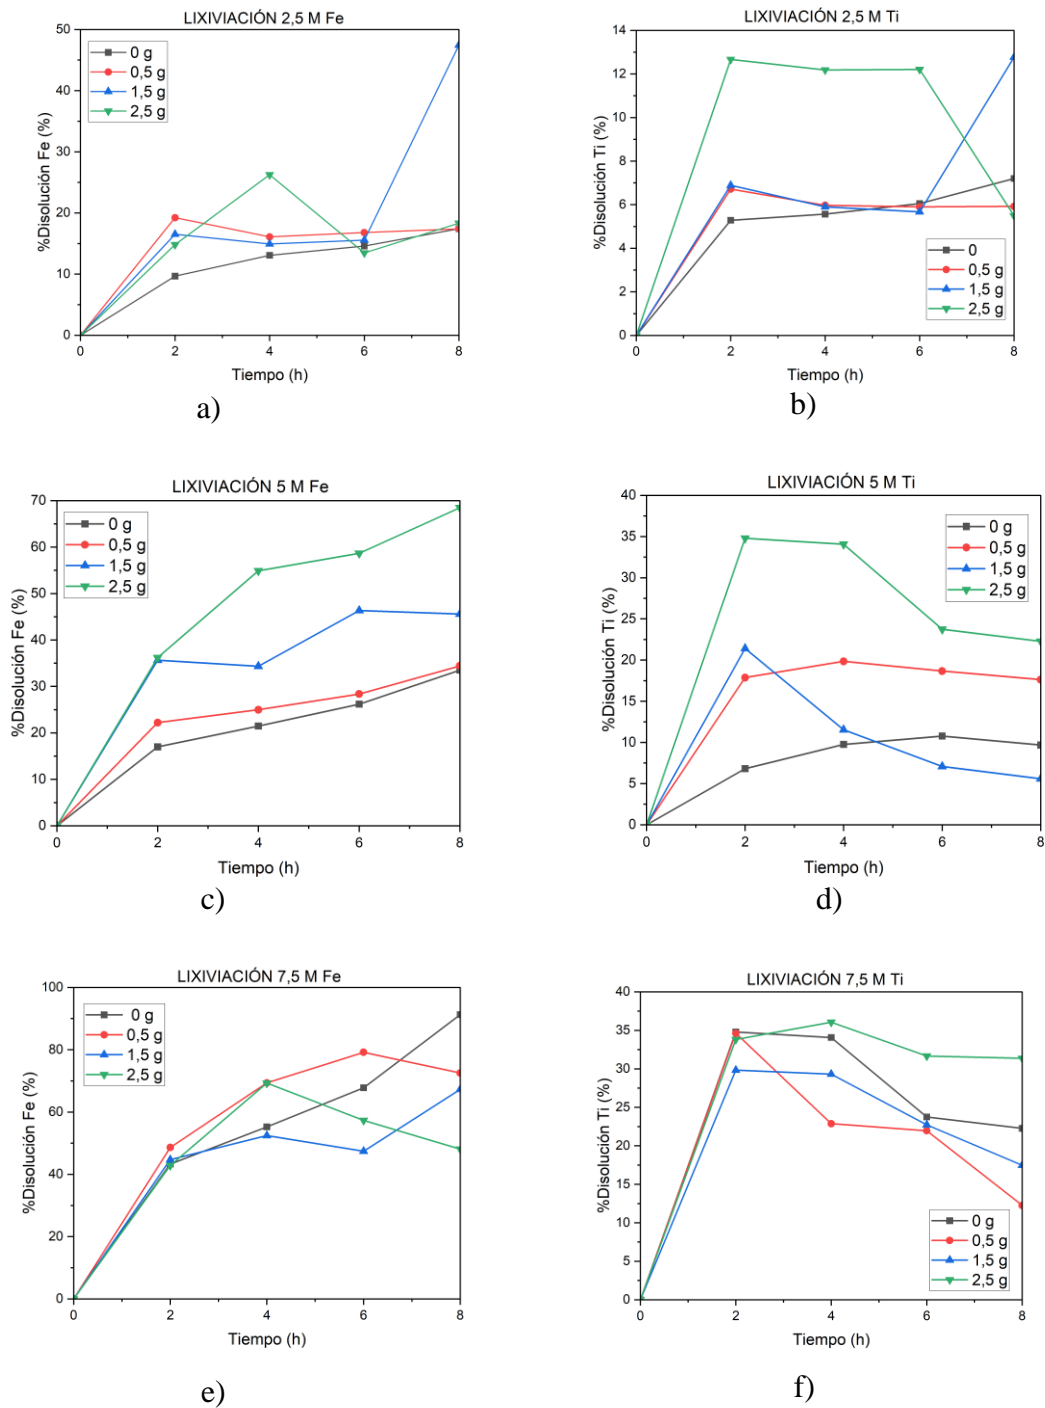 LIXIVIACIÓN 2,5 M Fe
%Disolución Fe (%)
50
40
30
20
10
0
0 g
0,5 g
1,5 g
2,5 g
0 2 4 6 8
Tiempo (h)
a)
LIXIVIACIÓN 2,5 M Ti
%Disolución Ti (%)
14
12
10
8
6
4
2
0
0
0,5 g
1,5 g
2,5 g
0 2 4 6 8
Tiempo (h)
b)
LIXIVIACIÓN 5 M Fe
%Disolución Fe (%)
70
60
50
40
30
20
10
0
0 g
0,5 g
1,5 g
2,5 g
0 2 4 6 8
Tiempo (h)
c)
LIXIVIACIÓN 5 M Ti
%Disolución Ti (%)
40
35
30
25
20
15
10
5
0
0 g
0,5 g
1,5 g
2,5 g
0 2 4 6 8
Tiempo (h)
d)
LIXIVIACIÓN 7,5 M Fe
%Disolución Fe (%)
100
80
60
40
20
0
0 g
0,5 g
1,5 g
2,5 g
0 2 4 6 8
Tiempo (h)
e)
LIXIVIACIÓN 7,5 M Ti
%Disolución Ti (%)
40
35
30
25
20
15
10
5
0
0 g
0,5 g
1,5 g
2,5 g
0 2 4 6 8
Tiempo (h)
f)